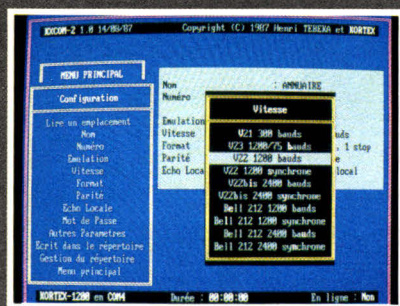 KXCOM-2 1.0 14/09/87 Copyright (C) 1987 Henri TEBEKA et KORTEX
MENU PRINCIPAL
Configuration
Lire un emplacement
Nom
Numéro
Emulation
Vitesse
Format
Parité
Echo Locale
Mot de Passe
Autres Parametres
Ecrit dans le répertoire
Gestion du répertoire
Menu principal
Nom : ANNUAIRE
Numéro
Emulation
Vitesse uds
Format , 1 stop
Parité e
Echo Loca local
Vitesse
V21 300 bauds
V23 1200/75 bauds
V22 1200 bauds
V22 1200 synchrone
V22bis 2400 bauds
V22bis 2400 synchrone
Bell 212 1200 bauds
Bell 212 1200 synchrone
Bell 212 2400 bauds
Bell 212 2400 synchrone
KORTEX-1200 en COM4 Durée : 00:00:00 En ligne : Non